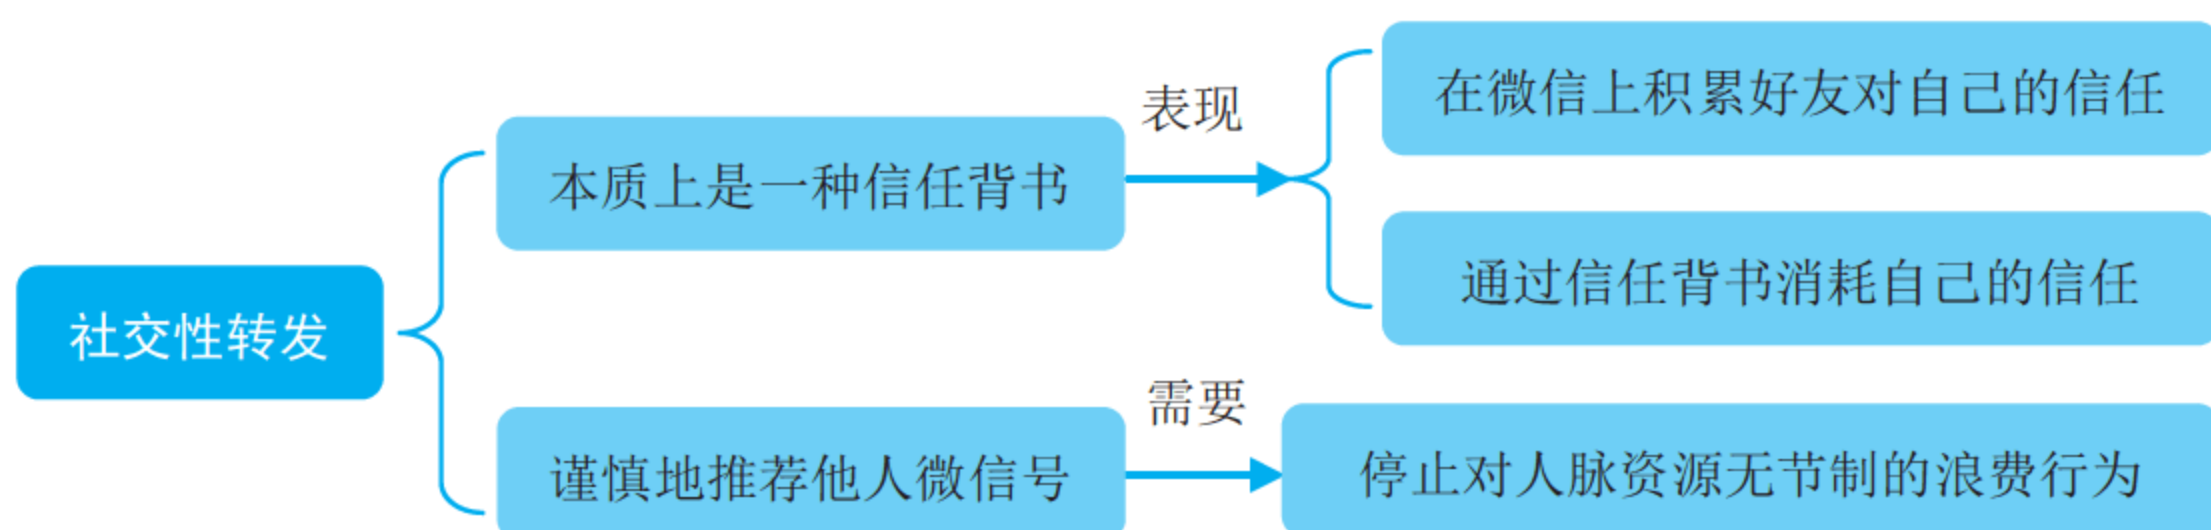 社交性转发
本质上是一种信任背书
表现
在微信上积累好友对自己的信任
通过信任背书消耗自己的信任
谨慎地推荐他人微信号
需要
停止对人脉资源无节制的浪费行为